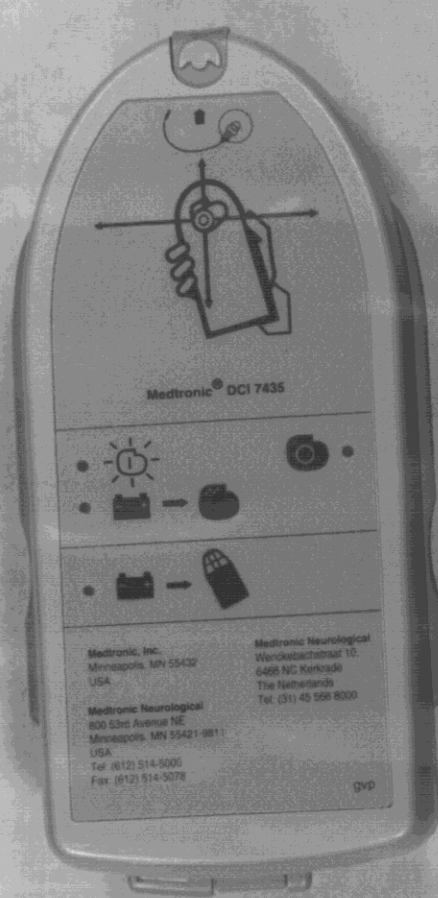 Medtronic® DCI 7435
Medtronic, Inc.
Minneapolis, MN 55432
USA
Medtronic Neurological
800 53rd Avenue NE
Minneapolis, MN 55421-9811
USA
Tel: (612) 514-5000
Fax: (612) 514-5078
Medtronic Neurological
Wenckebachstraat 10,
6466 NC Kerkrade
The Netherlands
Tel: (31) 45 566 8000
gvp